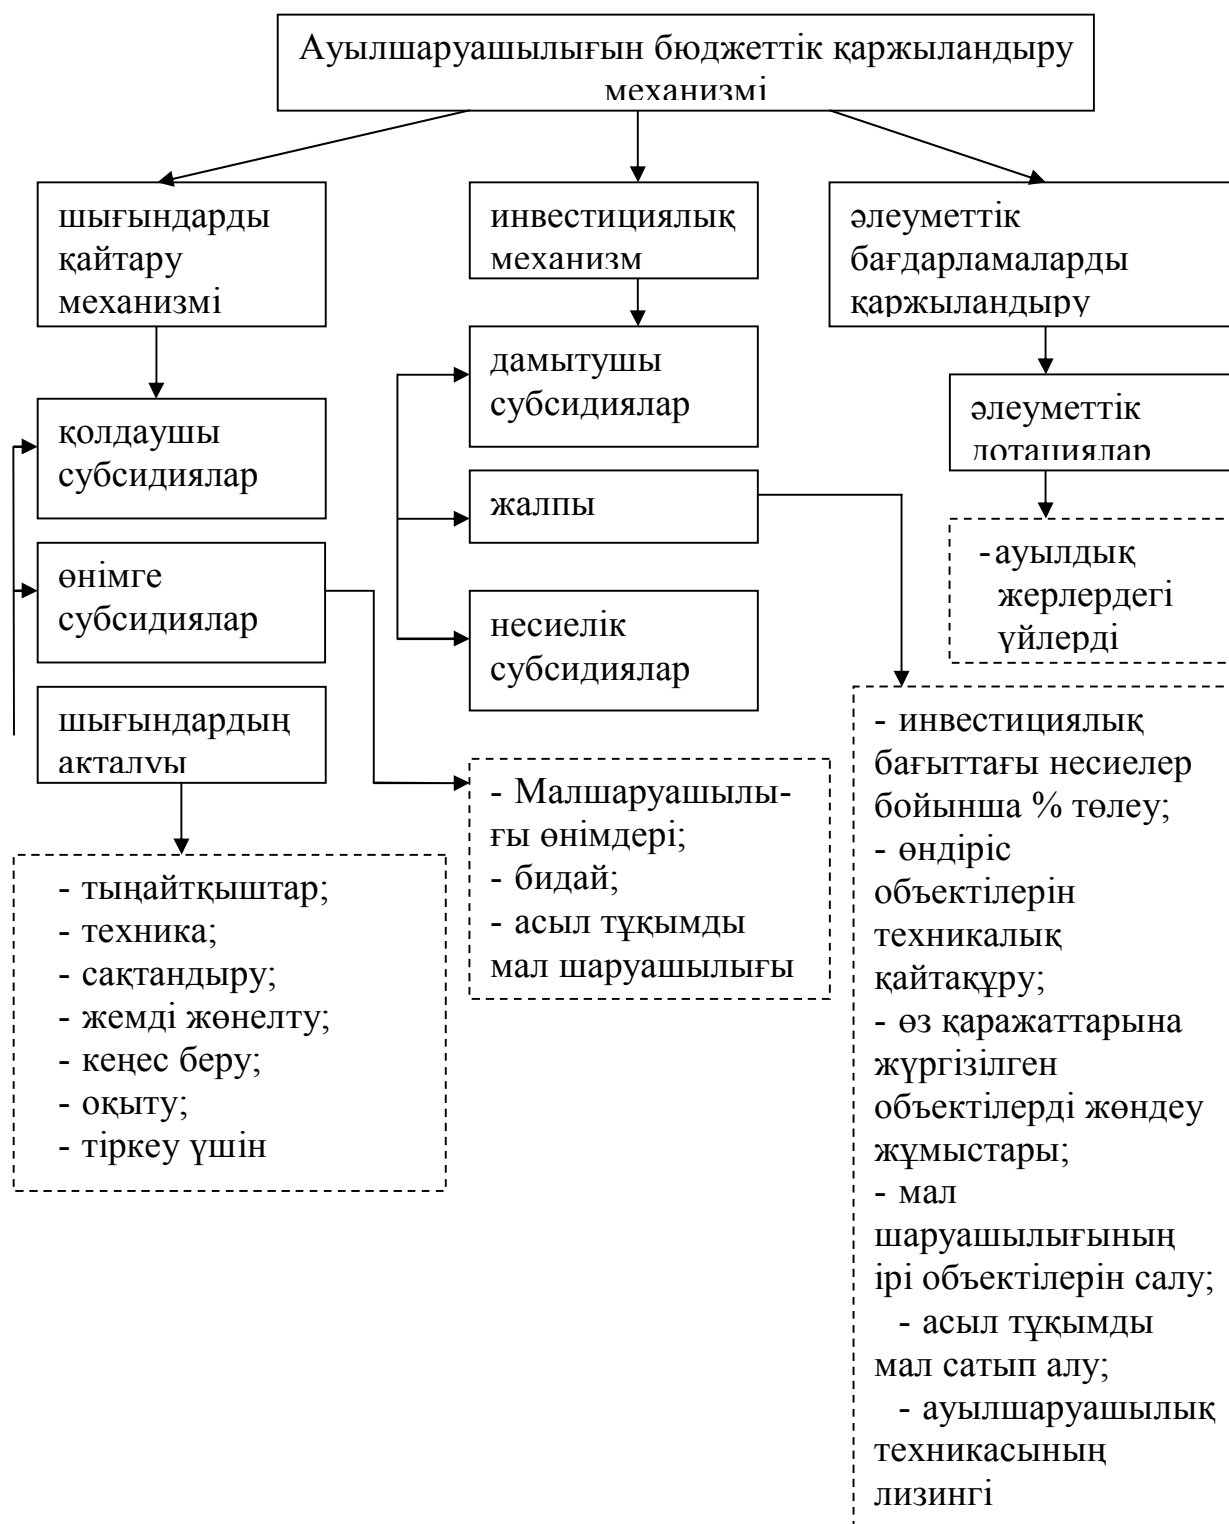 Ауылшаруашылығын бюджеттік қаржыландыру
механизмі
шығындарды
қайтару
механизмі
инвестициялық
механизм
әлеуметтік
бағдарламаларды
қаржыландыру
қолдаушы
субсидиялар
дамытушы
субсидиялар
әлеуметтік
дотациялар
өнімге
субсидиялар
жалпы
-ауылдық
жерлердегі
үйлерді
шығындардың
ақталуы
несиелік
субсидиялар
- тыңайтқыштар;
- техника;
- сақтандыру;
- жемді жөнелту;
- кеңес беру;
- оқыту;
- тіркеу үшін
- Малшаруашылы-
ғы өнімдері;
- бидай;
- асыл тұқымды
мал шаруашылығы
- инвестициялық
бағыттағы несиелер
бойынша % төлеу;
- өндіріс
объектілерін
техникалық
қайтақұру;
- өз қаражаттарына
жүргізілген
объектілерді жөндеу
жұмыстары;
- мал
шаруашылығының
ірі объектілерін салу;
- асыл тұқымды
мал сатып алу;
- ауылшаруашылық
техникасының
лизингі